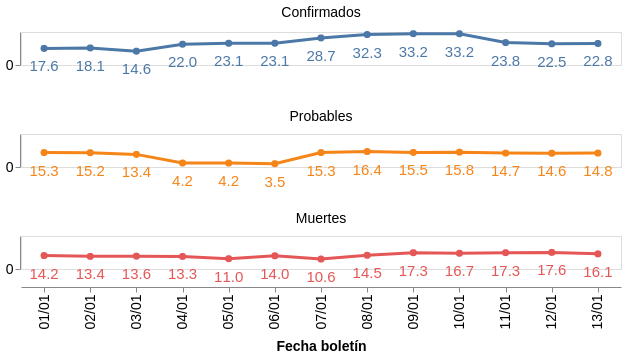 Confirmados
0
17.6 18.1 14.6 22.0 23.1 23.1 28.7 32.3 33.2 33.2 23.8 22.5 22.8
Probables
0
15.3 15.2 13.4 4.2 4.2 3.5 15.3 16.4 15.5 15.8 14.7 14.6 14.8
Muertes
0
14.2 13.4 13.6 13.3 11.0 14.0 10.6 14.5 17.3 16.7 17.3 17.6 16.1
01/01 02/01 03/01 04/01 05/01 06/01 07/01 08/01 09/01 10/01 11/01 12/01 13/01
Fecha boletín